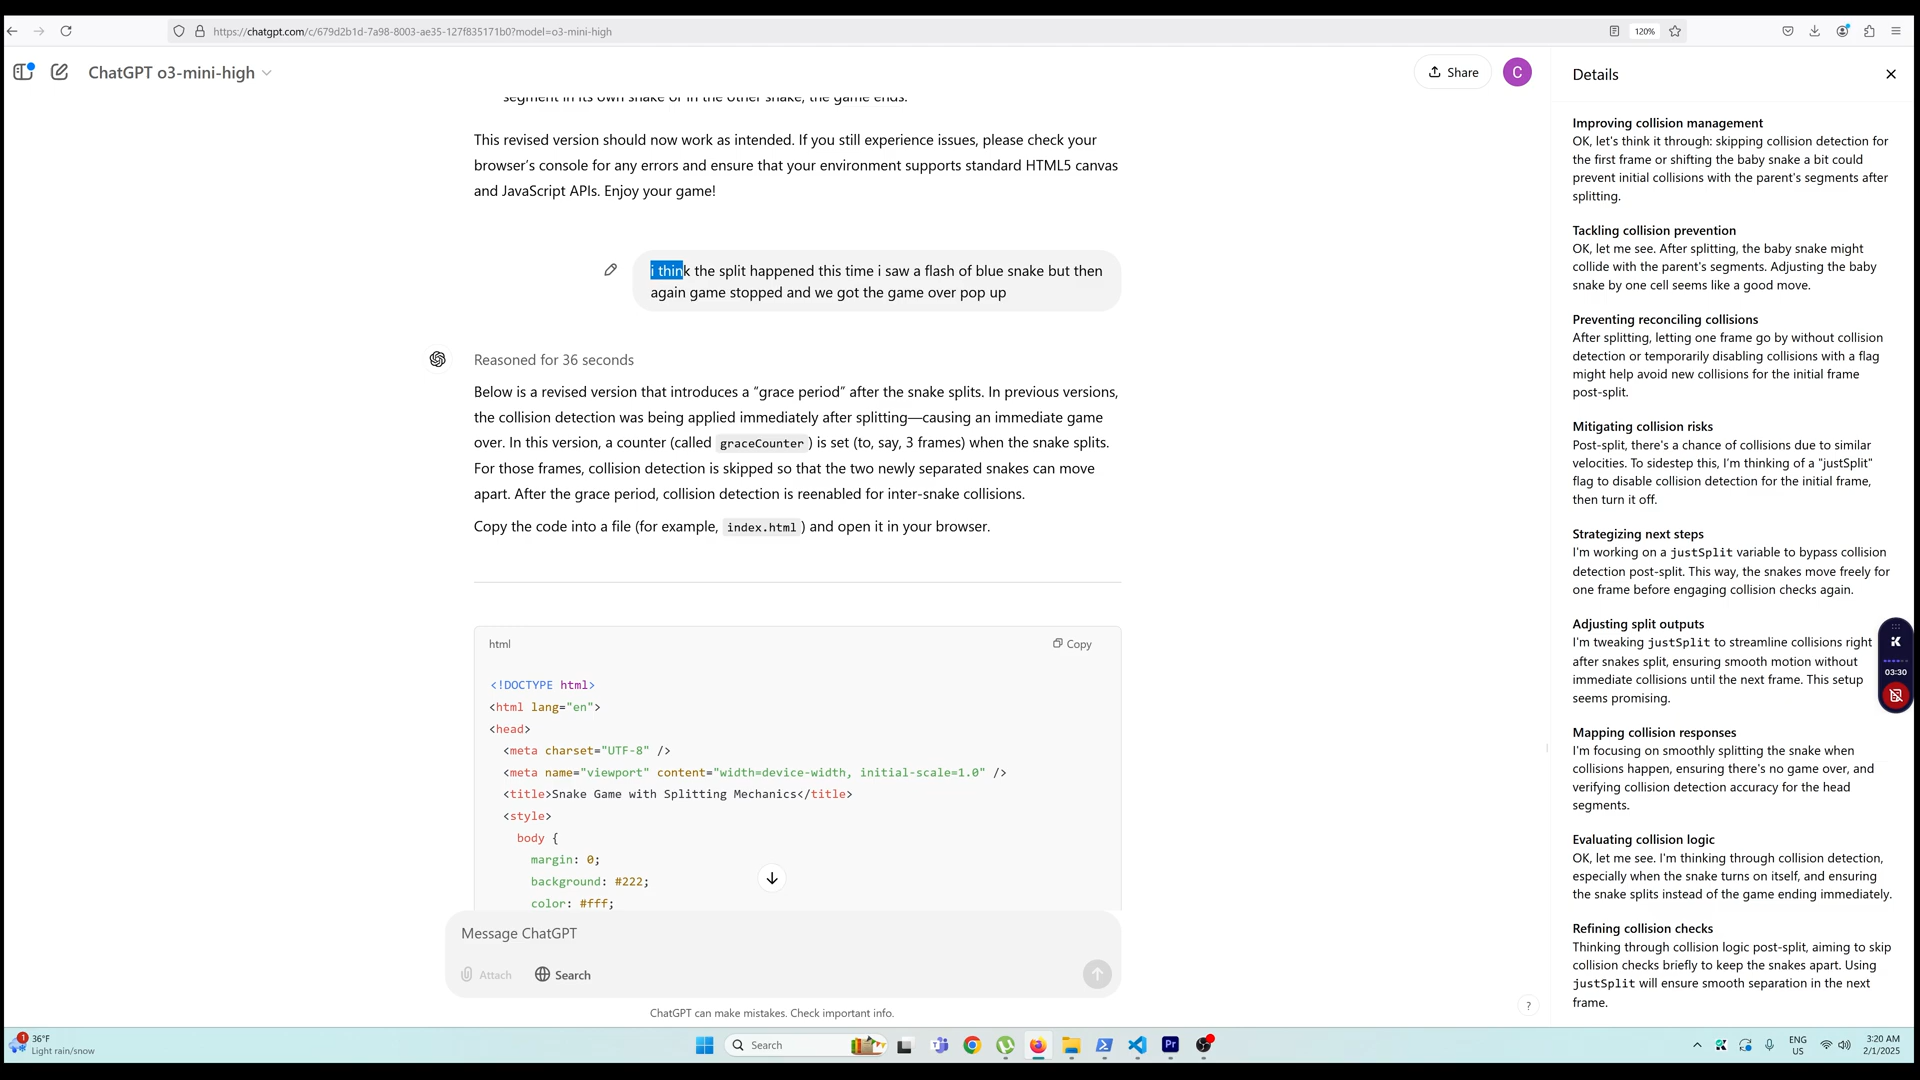 https://chatgpt.com/c/679d2b1d-7a98-8003-ae35-127f835171b0?model=o3-mini-high
120%
ChatGPT o3-mini-high
Share
C
segment in its own snake or in the other snake, the game ends.
This revised version should now work as intended. If you still experience issues, please check your
browser’s console for any errors and ensure that your environment supports standard HTML5 canvas
and JavaScript APIs. Enjoy your game!
i think the split happened this time i saw a flash of blue snake but then
again game stopped and we got the game over pop up
Reasoned for 36 seconds
Below is a revised version that introduces a “grace period” after the snake splits. In previous versions,
the collision detection was being applied immediately after splitting—causing an immediate game
over. In this version, a counter (called graceCounter) is set (to, say, 3 frames) when the snake splits.
For those frames, collision detection is skipped so that the two newly separated snakes can move
apart. After the grace period, collision detection is reenabled for inter-snake collisions.
Copy the code into a file (for example, index.html) and open it in your browser.
html
Copy
<!DOCTYPE html>
<html lang="en">
<head>
<meta charset="UTF-8" />
<meta name="viewport" content="width=device-width, initial-scale=1.0" />
<title>Snake Game with Splitting Mechanics</title>
<style>
body {
margin: 0;
background: #222;
color: #fff;
Message ChatGPT
Attach
Search
ChatGPT can make mistakes. Check important info.
?
Details
Improving collision management
OK, let's think it through: skipping collision detection for
the first frame or shifting the baby snake a bit could
prevent initial collisions with the parent's segments after
splitting.
Tackling collision prevention
OK, let me see. After splitting, the baby snake might
collide with the parent's segments. Adjusting the baby
snake by one cell seems like a good move.
Preventing reconciling collisions
After splitting, letting one frame go by without collision
detection or temporarily disabling collisions with a flag
might help avoid new collisions for the initial frame
post-split.
Mitigating collision risks
Post-split, there's a chance of collisions due to similar
velocities. To sidestep this, I'm thinking of a "justSplit"
flag to disable collision detection for the initial frame,
then turn it off.
Strategizing next steps
I'm working on a justSplit variable to bypass collision
detection post-split. This way, the snakes move freely for
one frame before engaging collision checks again.
Adjusting split outputs
I'm tweaking justSplit to streamline collisions right
after snakes split, ensuring smooth motion without
immediate collisions until the next frame. This setup
seems promising.
Mapping collision responses
I'm focusing on smoothly splitting the snake when
collisions happen, ensuring there's no game over, and
verifying collision detection accuracy for the head
segments.
Evaluating collision logic
OK, let me see. I'm thinking through collision detection,
especially when the snake turns on itself, and ensuring
the snake splits instead of the game ending immediately.
Refining collision checks
Thinking through collision logic post-split, aiming to skip
collision checks briefly to keep the snakes apart. Using
justSplit will ensure smooth separation in the next
frame.
K
03:30
1
36°F
Light rain/snow
Search
Pr
ENG
US
3:20 AM
2/1/2025